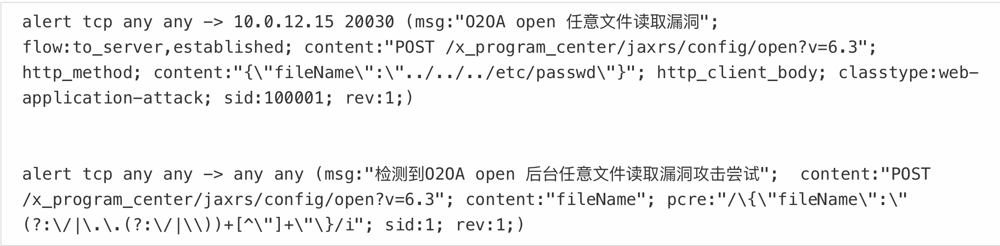 alert tcp any any -> 10.0.12.15 20030 (msg:"O2OA open 任意文件读取漏洞";
flow:to_server,established; content:"POST /x_program_center/jaxrs/config/open?v=6.3";
http_method; content:"{\"fileName\":\"../../../etc/passwd\"}"; http_client_body; classtype:web-
application-attack; sid:100001; rev:1;)
alert tcp any any -> any any (msg:"检测到O2OA open 后台任意文件读取漏洞攻击尝试";  content:"POST
/x_program_center/jaxrs/config/open?v=6.3"; content:"fileName"; pcre:"/\{\"fileName\":\"
(?:\/|\.\.(?:\/|\\))+[^\"]+\"\}/i"; sid:1; rev:1;)